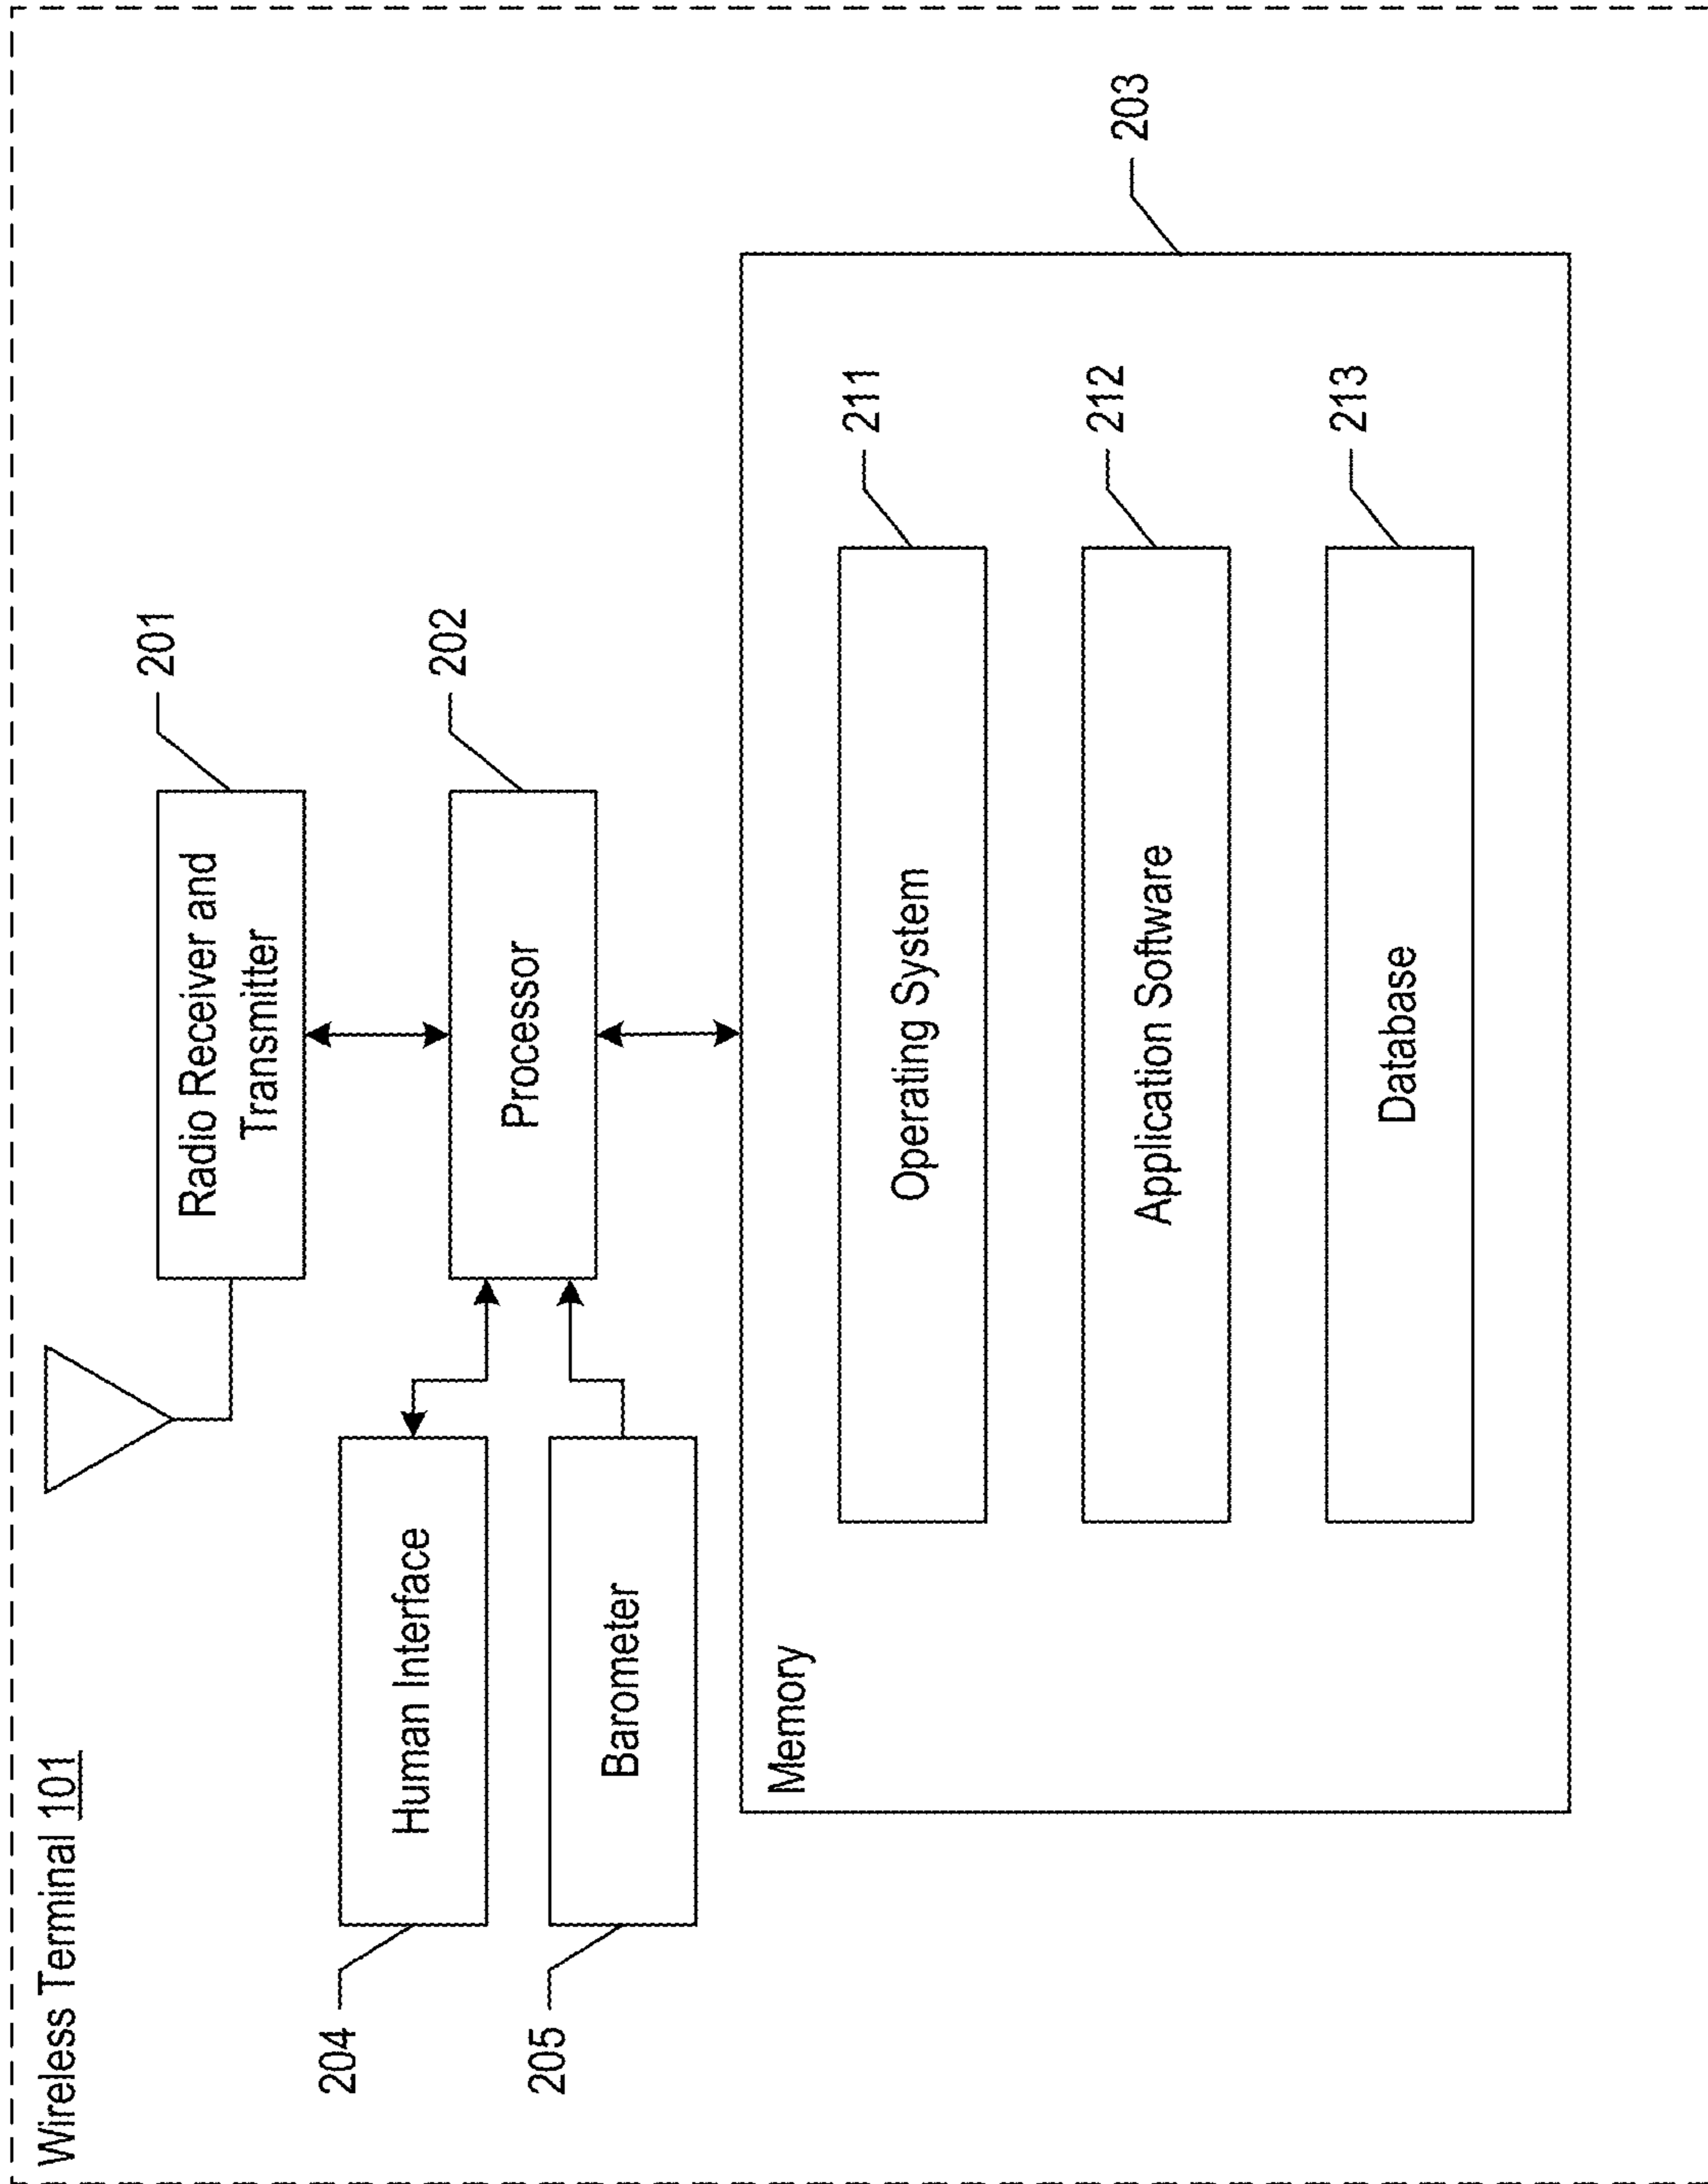 Wireless Terminal 101
Radio Receiver and
Transmitter
201
Human Interface
204
Processor
202
Barometer
205
Memory
203
Operating System
211
Application Software
212
Database
213